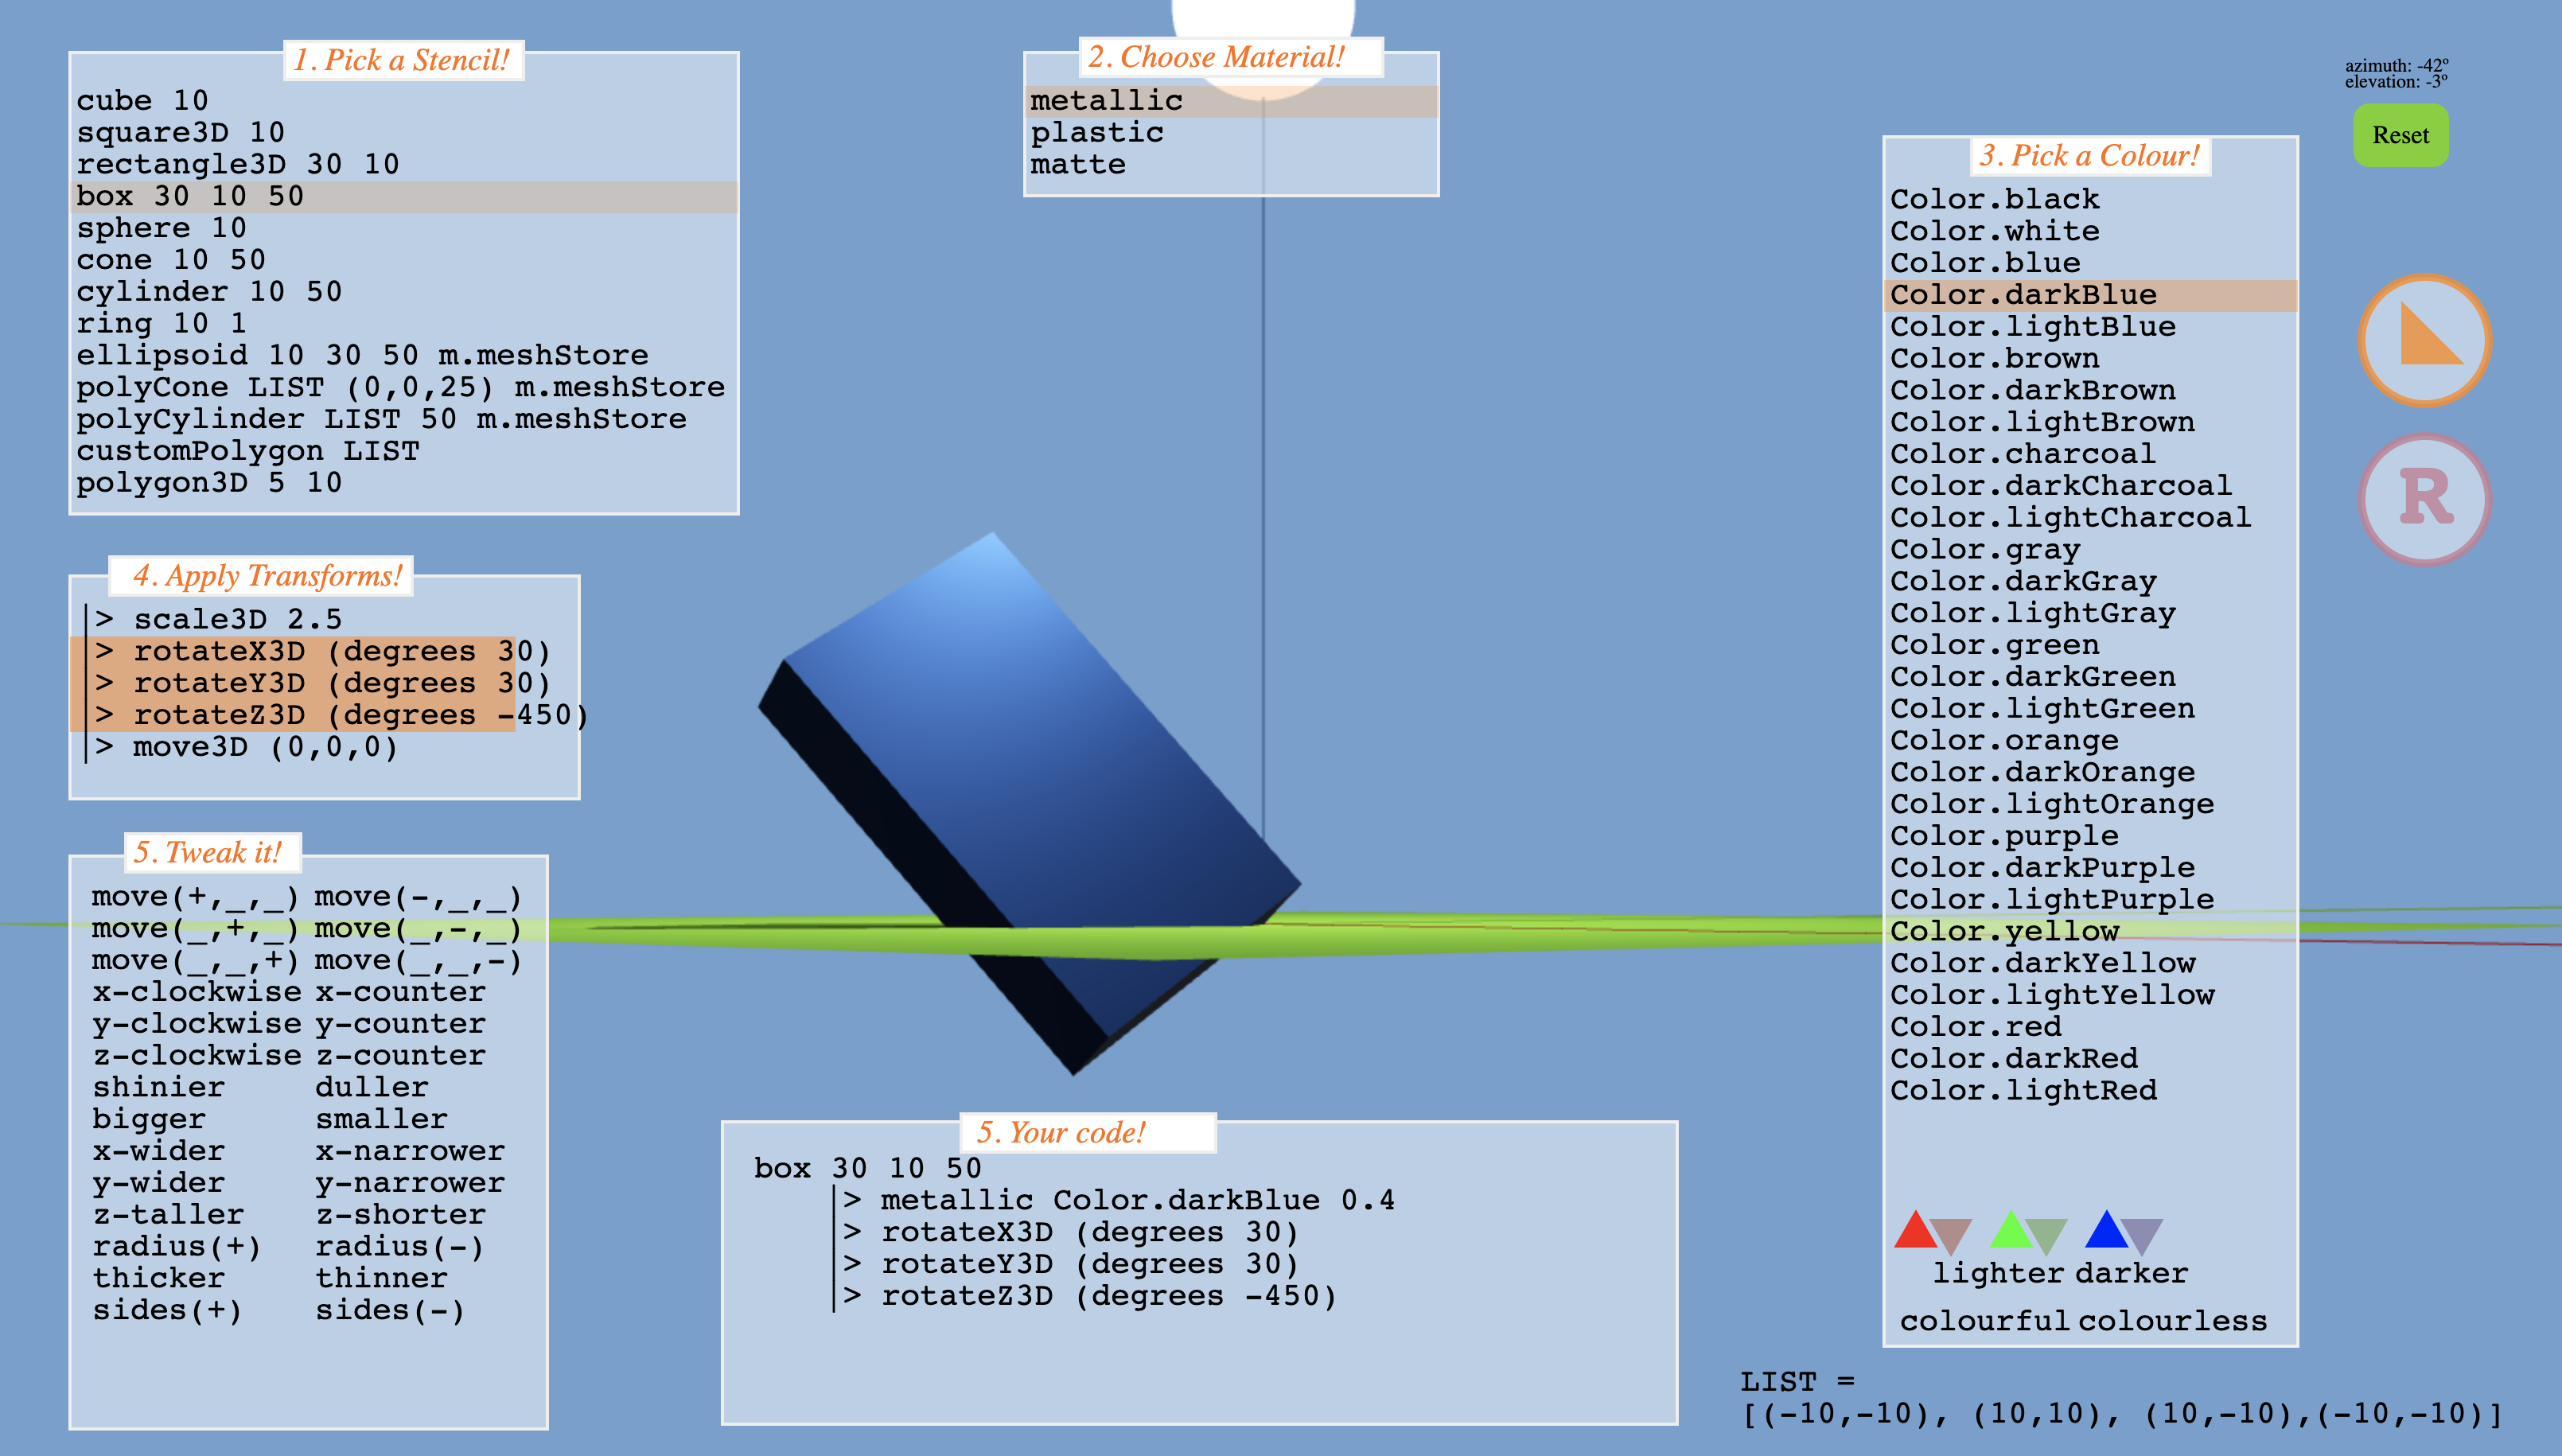 1. Pick a Stencil!
cube 10
square3D 10
rectangle3D 30 10
box 30 10 50
sphere 10
cone 10 50
cylinder 10 50
ring 10 1
ellipsoid 10 30 50 m.meshStore
polyCone LIST (0,0,25) m.meshStore
polyCylinder LIST 50 m.meshStore
customPolygon LIST
polygon3D 5 10
2. Choose Material!
metallic
plastic
matte
azimuth: -42º
elevation: -3º
Reset
3. Pick a Colour!
Color.black
Color.white
Color.blue
Color.darkBlue
Color.lightBlue
Color.brown
Color.darkBrown
Color.lightBrown
Color.charcoal
Color.darkCharcoal
Color.lightCharcoal
Color.gray
Color.darkGray
Color.lightGray
Color.green
Color.darkGreen
Color.lightGreen
Color.orange
Color.darkOrange
Color.lightOrange
Color.purple
Color.darkPurple
Color.lightPurple
Color.yellow
Color.darkYellow
Color.lightYellow
Color.red
Color.darkRed
Color.lightRed
lighter darker
colourful colourless
R
4. Apply Transforms!
|> scale3D 2.5
|> rotateX3D (degrees 30)
|> rotateY3D (degrees 30)
|> rotateZ3D (degrees -450)
|> move3D (0,0,0)
5. Tweak it!
move(+,_,_) move(-,_,_)
move(_,+,_) move(_,-,_)
move(_,_,+) move(_,_,-)
x-clockwise x-counter
y-clockwise y-counter
z-clockwise z-counter
shinier duller
bigger smaller
x-wider x-narrower
y-wider y-narrower
z-taller z-shorter
radius(+) radius(-)
thicker thinner
sides(+) sides(-)
5. Your code!
box 30 10 50
|> metallic Color.darkBlue 0.4
|> rotateX3D (degrees 30)
|> rotateY3D (degrees 30)
|> rotateZ3D (degrees -450)
LIST =
[(-10,-10), (10,10), (10,-10),(-10,-10)]